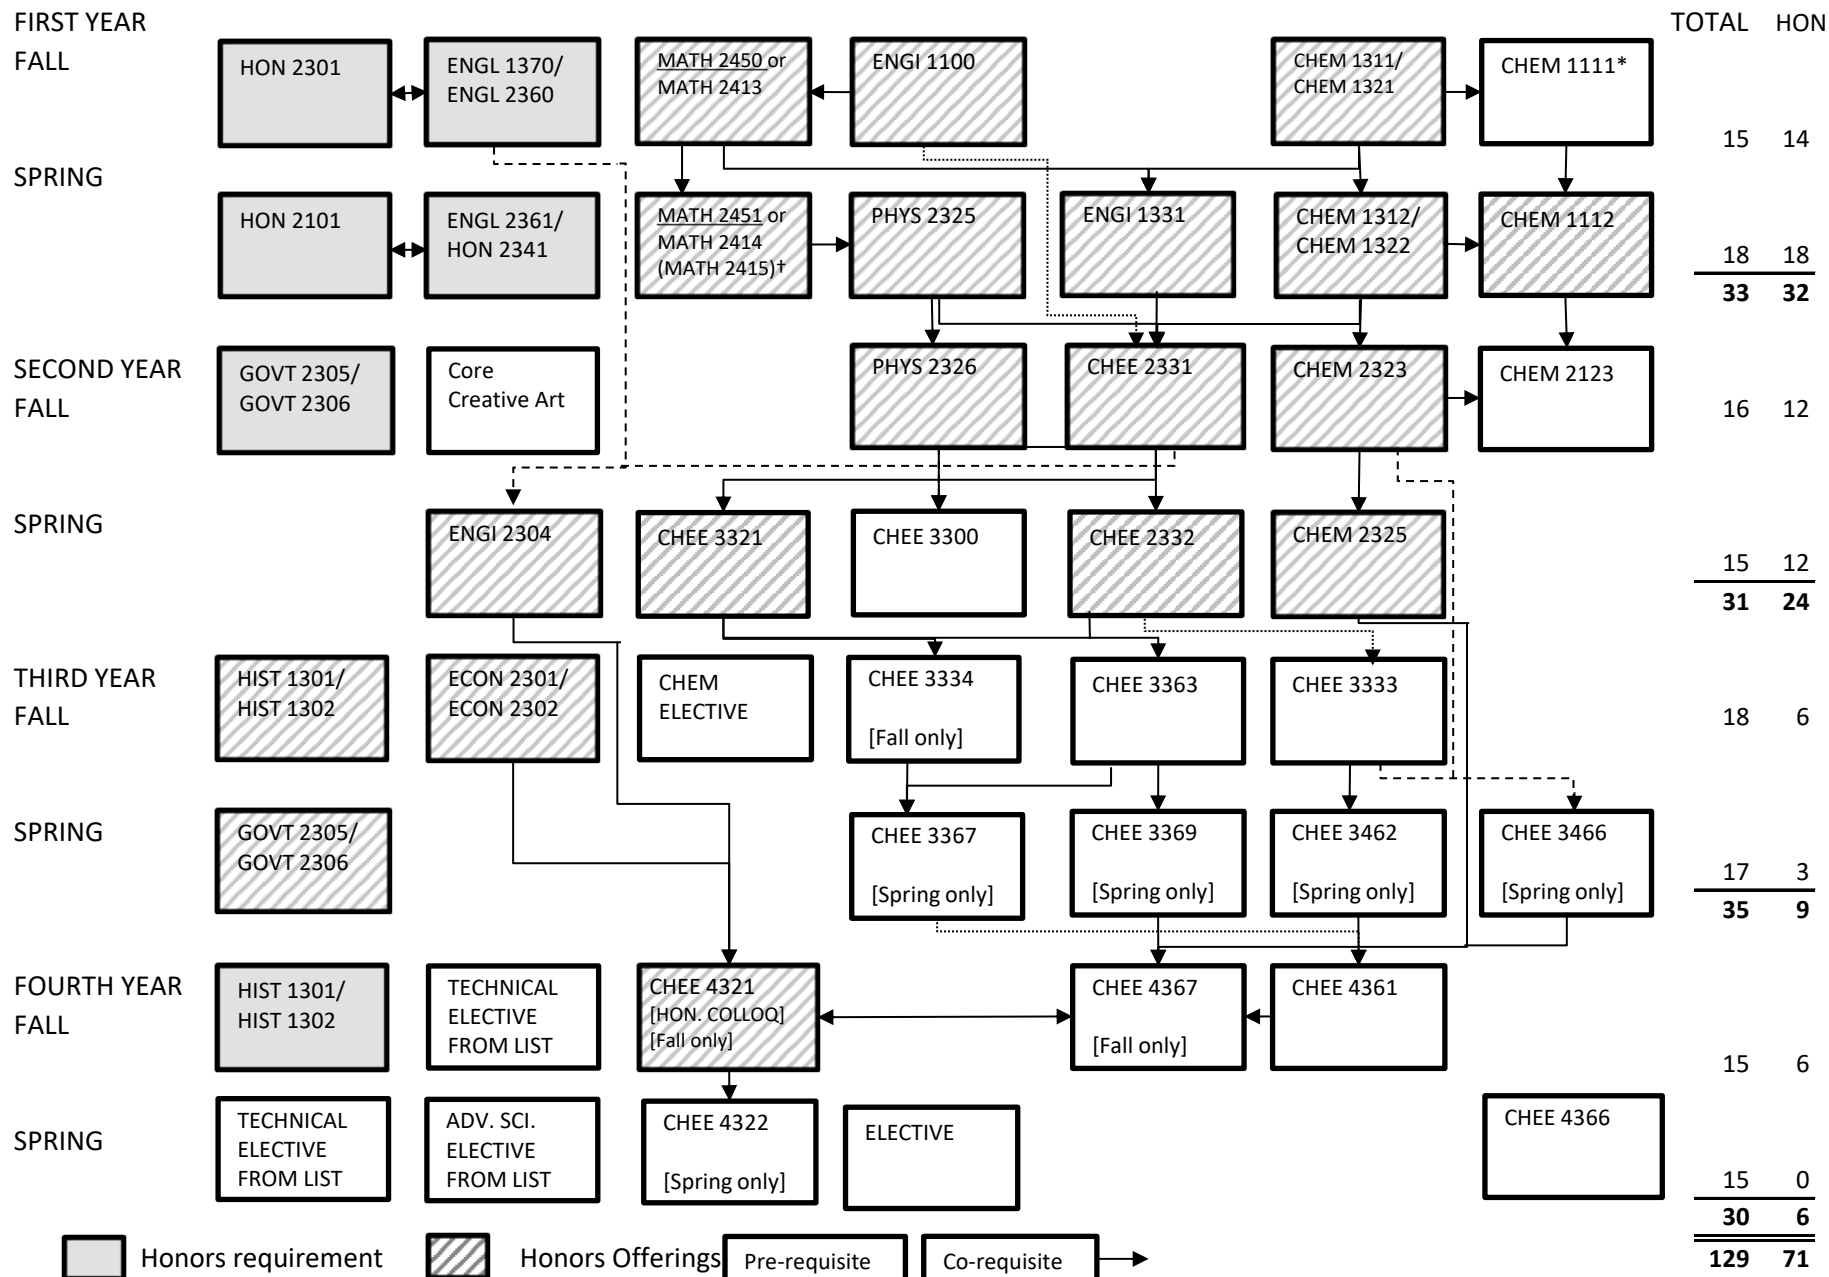 FIRST YEAR
FALL
TOTAL HON
HON 2301
ENGL 1370/
ENGL 2360
MATH 2450 or
MATH 2413
ENGI 1100
CHEM 1311/
CHEM 1321
CHEM 1111*
15 14
SPRING
HON 2101
ENGL 2361/
HON 2341
MATH 2451 or
MATH 2414
(MATH 2415)†
PHYS 2325
ENGI 1331
CHEM 1312/
CHEM 1322
CHEM 1112
18 18
33 32
SECOND YEAR
FALL
GOVT 2305/
GOVT 2306
Core
Creative Art
PHYS 2326
CHEE 2331
CHEM 2323
CHEM 2123
16 12
SPRING
ENGI 2304
CHEE 3321
CHEE 3300
CHEE 2332
CHEM 2325
15 12
31 24
THIRD YEAR
FALL
HIST 1301/
HIST 1302
ECON 2301/
ECON 2302
CHEM
ELECTIVE
CHEE 3334
[Fall only]
CHEE 3363
CHEE 3333
18 6
SPRING
GOVT 2305/
GOVT 2306
CHEE 3367
[Spring only]
CHEE 3369
[Spring only]
CHEE 3462
[Spring only]
CHEE 3466
[Spring only]
17 3
35 9
FOURTH YEAR
FALL
HIST 1301/
HIST 1302
TECHNICAL
ELECTIVE
FROM LIST
CHEE 4321
[HON. COLLOQ]
[Fall only]
CHEE 4367
[Fall only]
CHEE 4361
15 6
SPRING
TECHNICAL
ELECTIVE
FROM LIST
ADV. SCI.
ELECTIVE
FROM LIST
CHEE 4322
[Spring only]
ELECTIVE
CHEE 4366
15 0
30 6
129 71
Honors requirement
Honors Offerings
Pre-requisite
Co-requisite